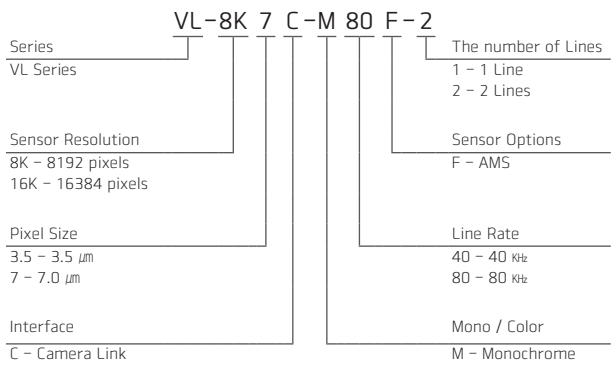 VL-8K 7 C-M 80 F-2
Series
VL Series
Sensor Resolution
8K - 8192 pixels
16K - 16384 pixels
Pixel Size
3.5 - 3.5 ㎛
7 - 7.0 ㎛
Interface
C - Camera Link
The number of Lines
1 - 1 Line
2 - 2 Lines
Sensor Options
F - AMS
Line Rate
40 - 40 ㎑
80 - 80 ㎑
Mono / Color
M - Monochrome